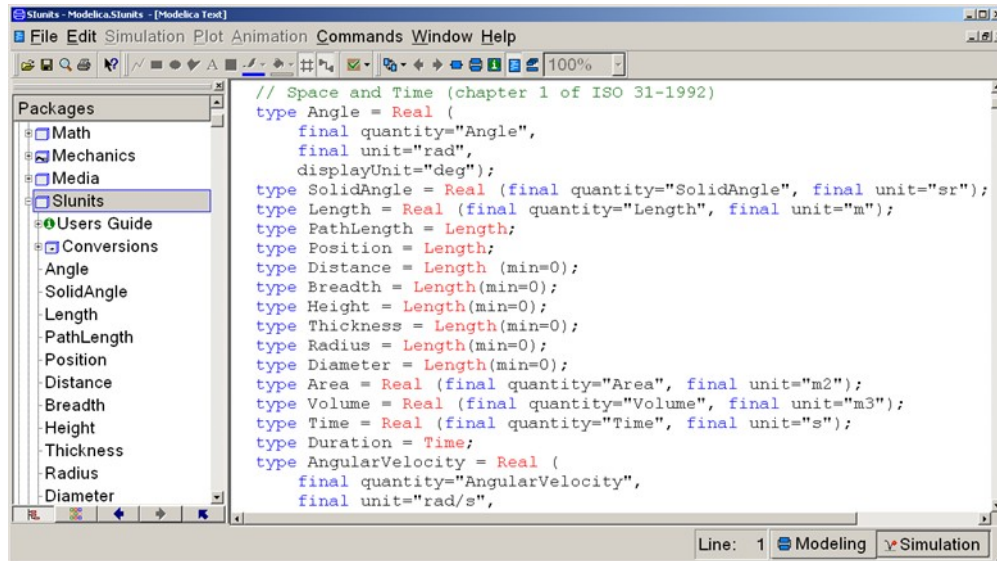 SIunits - Modelica.SIunits - [Modelica Text]
File Edit Simulation Plot Animation Commands Window Help
100%
Packages
Math
Mechanics
Media
SIunits
Users Guide
Conversions
Angle
SolidAngle
Length
PathLength
Position
Distance
Breadth
Height
Thickness
Radius
Diameter
// Space and Time (chapter 1 of ISO 31-1992)
type Angle = Real (
final quantity="Angle",
final unit="rad",
displayUnit="deg");
type SolidAngle = Real (final quantity="SolidAngle", final unit="sr");
type Length = Real (final quantity="Length", final unit="m");
type PathLength = Length;
type Position = Length;
type Distance = Length (min=0);
type Breadth = Length(min=0);
type Height = Length(min=0);
type Thickness = Length(min=0);
type Radius = Length(min=0);
type Diameter = Length(min=0);
type Area = Real (final quantity="Area", final unit="m2");
type Volume = Real (final quantity="Volume", final unit="m3");
type Time = Real (final quantity="Time", final unit="s");
type Duration = Time;
type AngularVelocity = Real (
final quantity="AngularVelocity",
final unit="rad/s",
Line: 1 Modeling Simulation